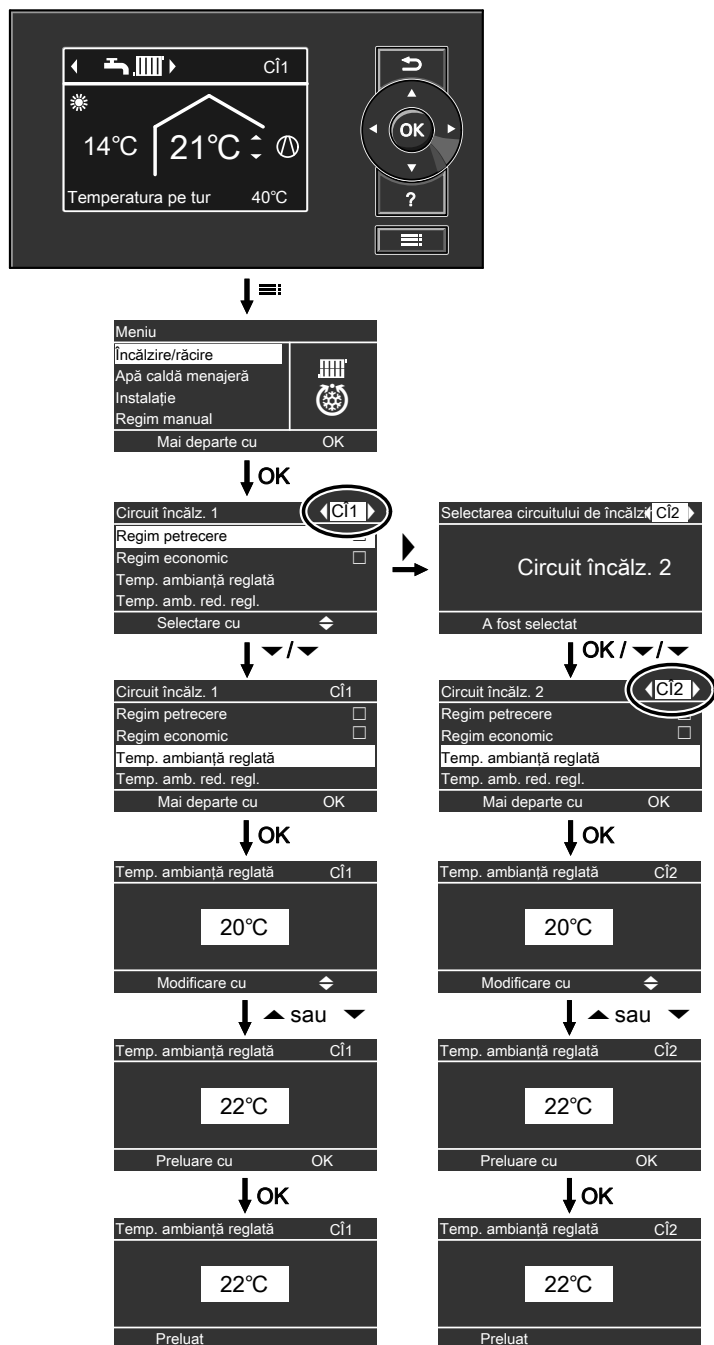 CÎ1
14°C
21°C
Temperatura pe tur 40°C
OK
?
Meniu
Încălzire/răcire
Apă caldă menajeră
Instalație
Regim manual
Mai departe cu OK
OK
Circuit încălz. 1 CÎ1
Regim petrecere
Regim economic
Temp. ambianță reglată
Temp. amb. red. regl.
Selectare cu
Selectarea circuitului de încălzi CÎ2
Circuit încălz. 2
A fost selectat
/
OK / /
Circuit încălz. 1 CÎ1
Regim petrecere
Regim economic
Temp. ambianță reglată
Temp. amb. red. regl.
Mai departe cu OK
Circuit încălz. 2 CÎ2
Regim petrecere
Regim economic
Temp. ambianță reglată
Temp. amb. red. regl.
Mai departe cu OK
OK
OK
Temp. ambianță reglată CÎ1
20°C
Modificare cu
Temp. ambianță reglată CÎ2
20°C
Modificare cu
sau
sau
Temp. ambianță reglată CÎ1
22°C
Preluare cu OK
Temp. ambianță reglată CÎ2
22°C
Preluare cu OK
OK
OK
Temp. ambianță reglată CÎ1
22°C
Preluat
Temp. ambianță reglată CÎ2
22°C
Preluat